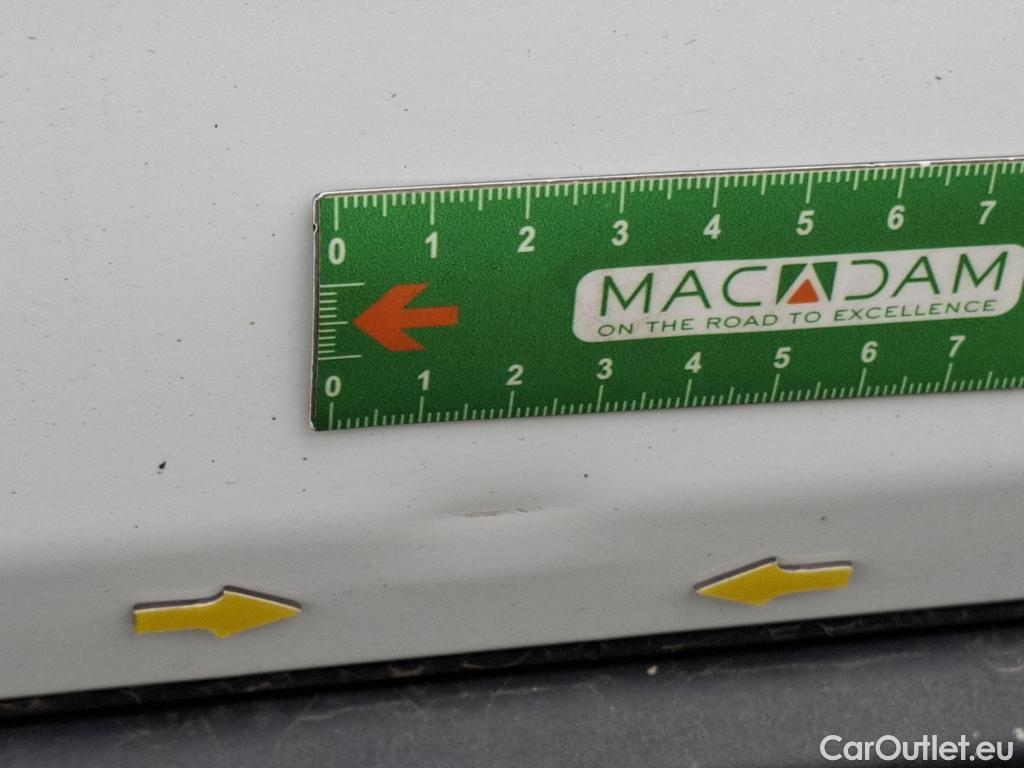 0 1 2 3 4 5 6 7
MACADAM
ON THE ROAD TO EXCELLENCE
0 1 2 3 4 5 6 7
CarOutlet.eu